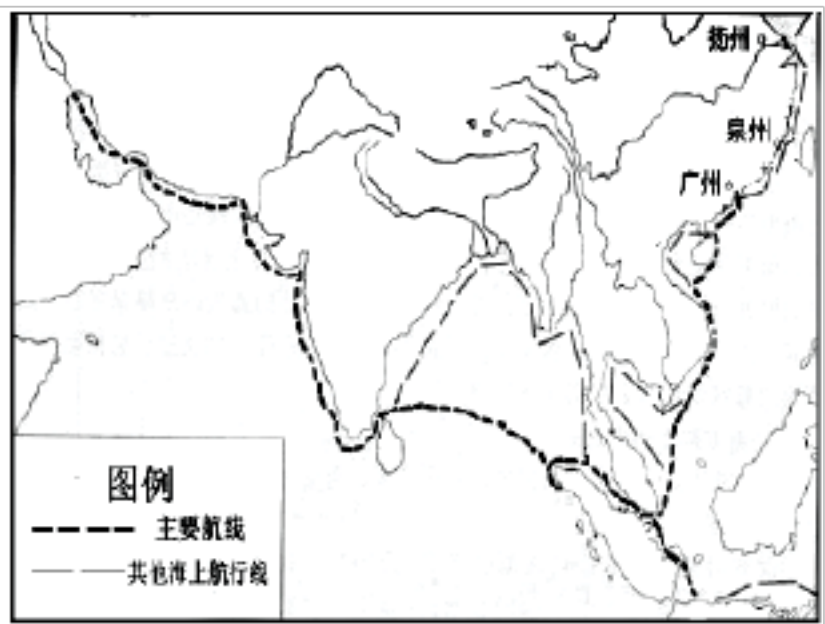 扬州
泉州
广州
图例
主要航线
其他海上航行线